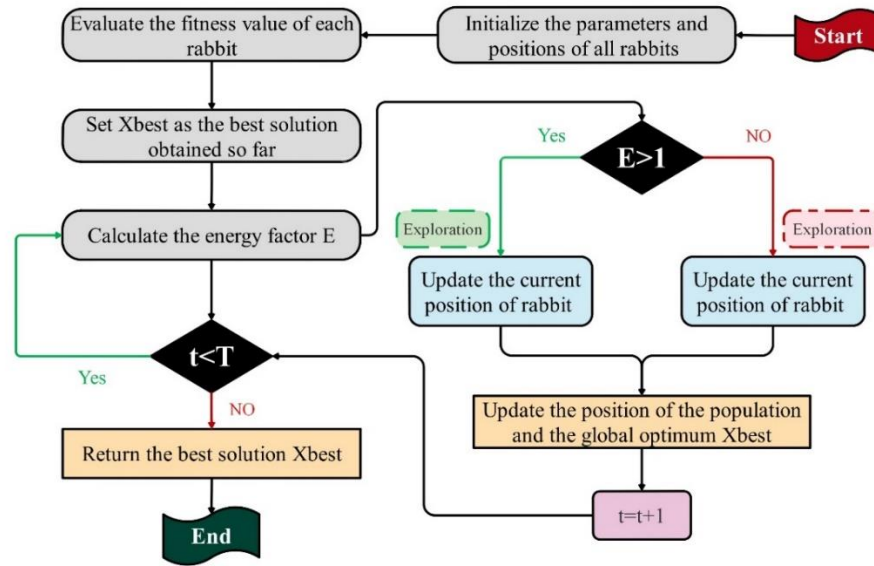 Start
Initialize the parameters and
positions of all rabbits
Evaluate the fitness value of each
rabbit
Set Xbest as the best solution
obtained so far
Calculate the energy factor E
E>1
Yes
NO
Exploration
Exploration
Update the current
position of rabbit
Update the current
position of rabbit
Update the position of the population
and the global optimum Xbest
t=t+1
t<T
Yes
NO
Return the best solution Xbest
End